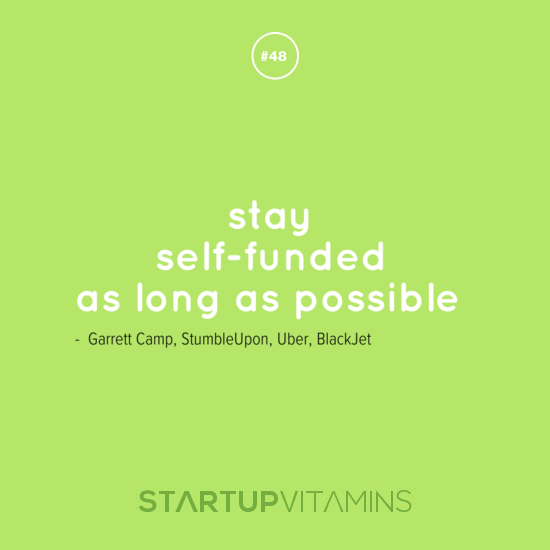 #48
stay
self-funded
as long as possible
- Garrett Camp, StumbleUpon, Uber, BlackJet
STARTUPVITAMINS